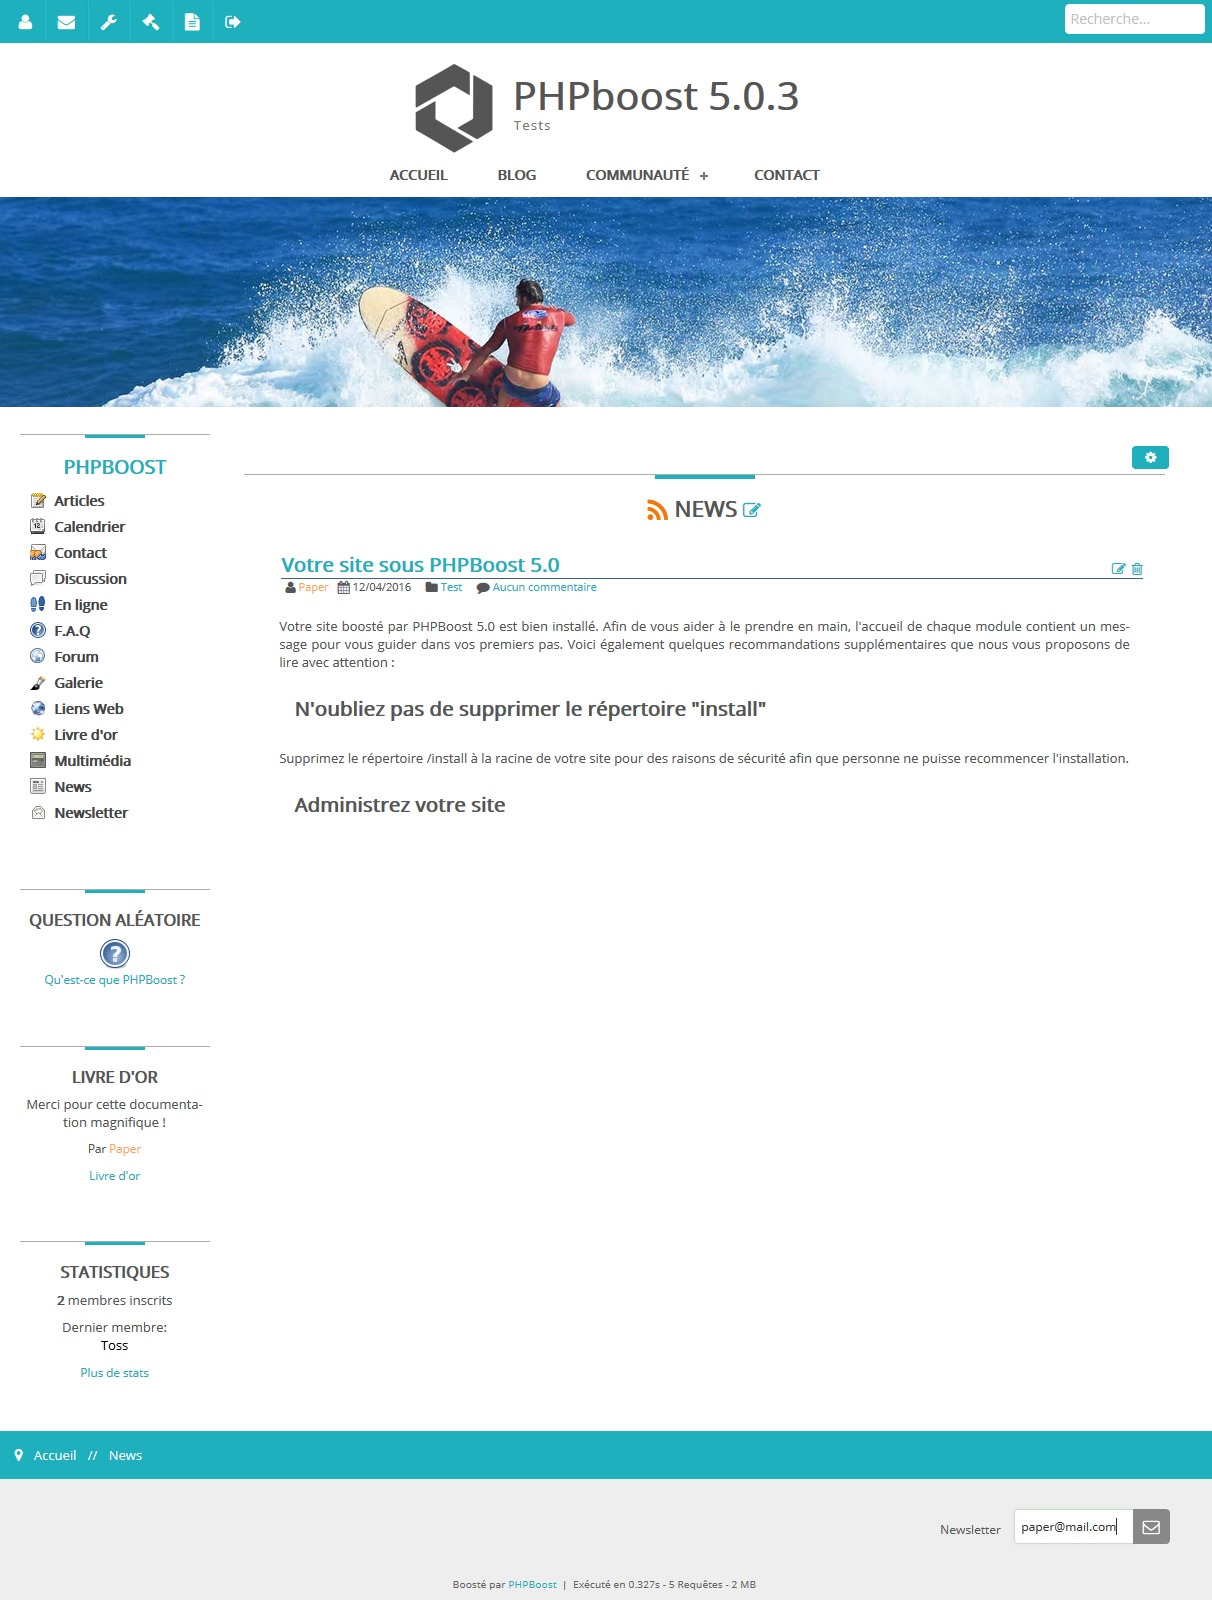 Recherche...
PHPboost 5.0.3
Tests
ACCUEIL BLOG COMMUNAUTÉ + CONTACT
PHPBOOST
Articles
Calendrier
Contact
Discussion
En ligne
F.A.Q
Forum
Galerie
Liens Web
Livre d'or
Multimédia
News
Newsletter
QUESTION ALÉATOIRE
Qu'est-ce que PHPBoost ?
LIVRE D'OR
Merci pour cette documenta-
tion magnifique !
Par Paper
Livre d'or
STATISTIQUES
2 membres inscrits
Dernier membre:
Toss
Plus de stats
NEWS
Votre site sous PHPBoost 5.0
Paper 12/04/2016 Test Aucun commentaire
Votre site boosté par PHPBoost 5.0 est bien installé. Afin de vous aider à le prendre en main, l'accueil de chaque module contient un mes-
sage pour vous guider dans vos premiers pas. Voici également quelques recommandations supplémentaires que nous vous proposons de
lire avec attention :
N'oubliez pas de supprimer le répertoire "install"
Supprimez le répertoire /install à la racine de votre site pour des raisons de sécurité afin que personne ne puisse recommencer l'installation.
Administrez votre site
Accueil // News
Newsletter paper@mail.com
Boosté par PHPBoost | Exécuté en 0.327s - 5 Requêtes - 2 MB